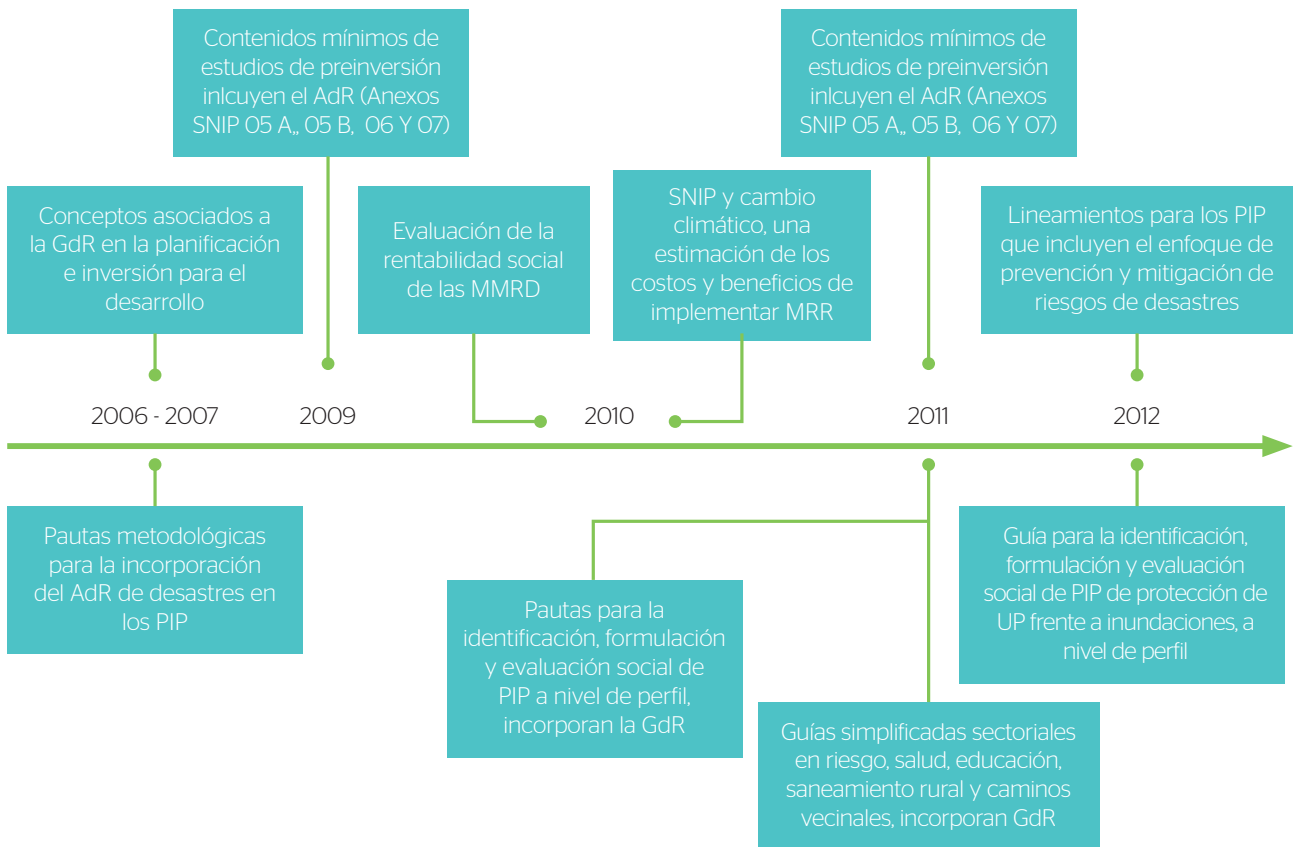 Contenidos mínimos de
estudios de preinversión
inlcuyen el AdR (Anexos
SNIP 05 A,, 05 B, 06 Y 07)
Contenidos mínimos de
estudios de preinversión
inlcuyen el AdR (Anexos
SNIP 05 A,, 05 B, 06 Y 07)
Conceptos asociados a
la GdR en la planificación
e inversión para el
desarrollo
Evaluación de la
rentabilidad social
de las MMRD
SNIP y cambio
climático, una
estimación de los
costos y beneficios de
implementar MRR
Lineamientos para los PIP
que incluyen el enfoque de
prevención y mitigación de
riesgos de desastres
2006 - 2007
2009
2010
2011
2012
Pautas metodológicas
para la incorporación
del AdR de desastres en
los PIP
Pautas para la
identificación, formulación
y evaluación social de
PIP a nivel de perfil,
incorporan la GdR
Guías simplificadas sectoriales
en riesgo, salud, educación,
saneamiento rural y caminos
vecinales, incorporan GdR
Guía para la identificación,
formulación y evaluación
social de PIP de protección de
UP frente a inundaciones, a
nivel de perfil